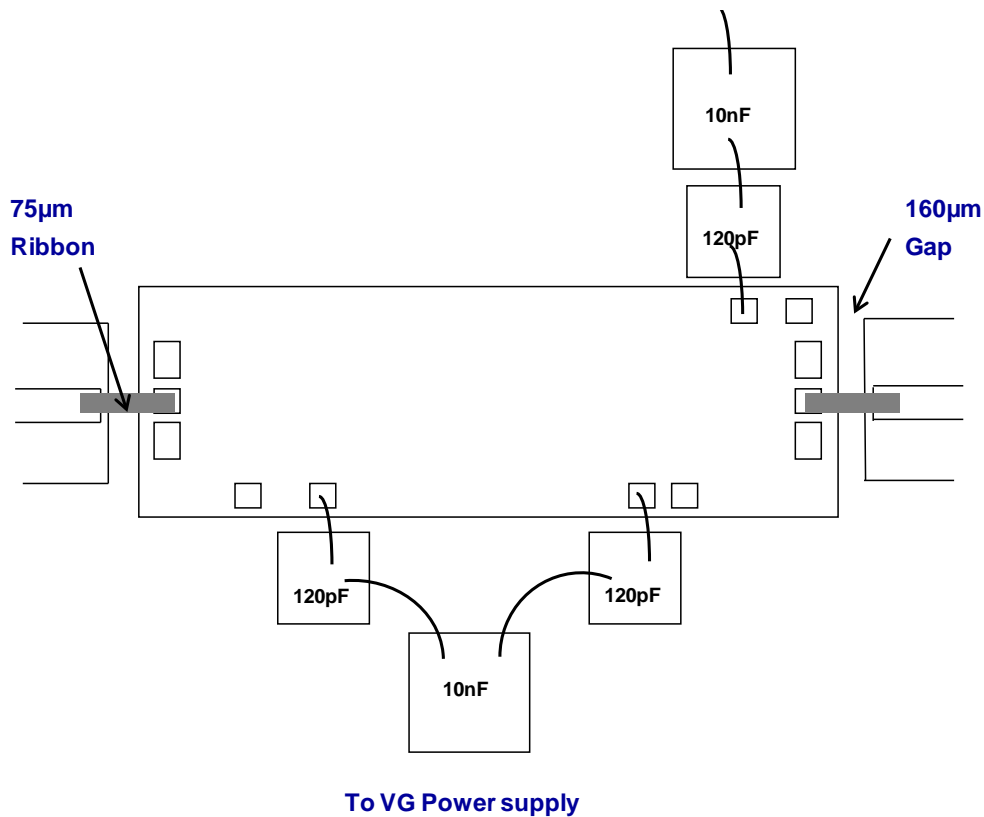 10nF
75µm
Ribbon
120pF
160µm
Gap
120pF
120pF
10nF
To VG Power supply